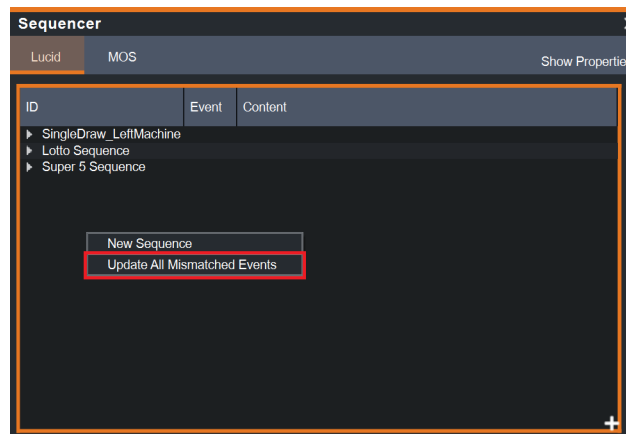 Sequencer
Lucid MOS Show Propertie
ID Event Content
SingleDraw_LeftMachine
Lotto Sequence
Super 5 Sequence
New Sequence
Update All Mismatched Events